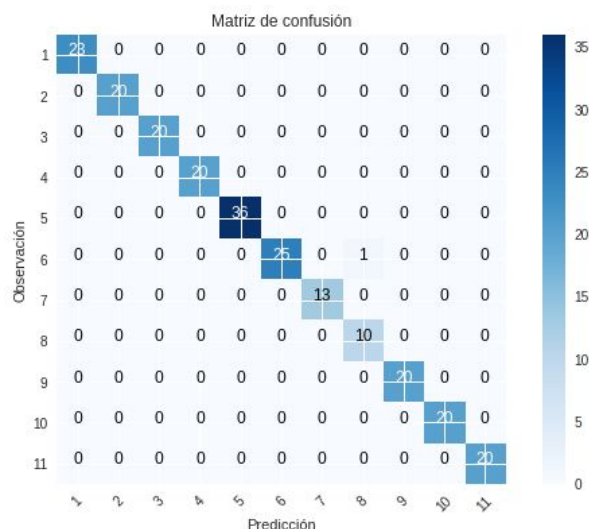 Matriz de confusión
1 23 0 0 0 0 0 0 0 0 0 0
2 0 20 0 0 0 0 0 0 0 0 0
3 0 0 20 0 0 0 0 0 0 0 0
4 0 0 0 20 0 0 0 0 0 0 0
5 0 0 0 0 36 0 0 0 0 0 0
6 0 0 0 0 0 25 0 1 0 0 0
7 0 0 0 0 0 0 13 0 0 0 0
8 0 0 0 0 0 0 0 10 0 0 0
9 0 0 0 0 0 0 0 0 20 0 0
10 0 0 0 0 0 0 0 0 0 20 0
11 0 0 0 0 0 0 0 0 0 0 20
1 2 3 4 5 6 7 8 9 10 11
Observación
Predicción
35
30
25
20
15
10
5
0